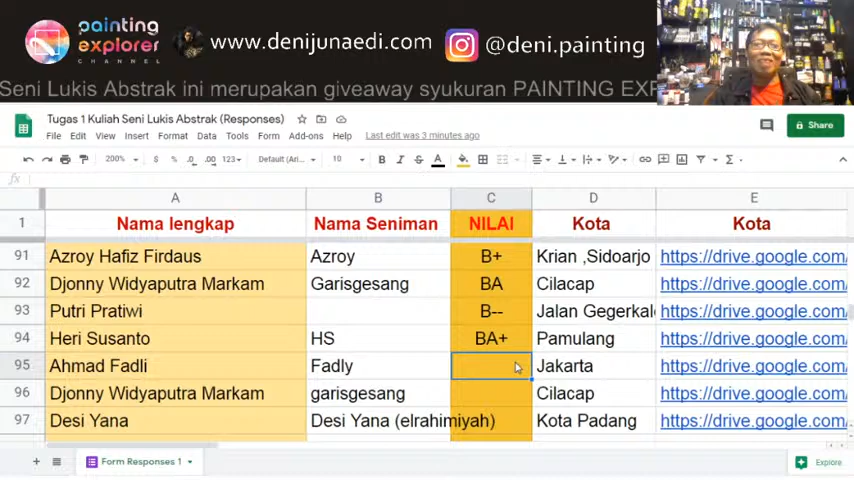 painting
explorer
CHANNEL
www.denijunaedi.com
@deni.painting
Seni Lukis Abstrak ini merupakan giveaway syukuran PAINTING EXP
Tugas 1 Kuliah Seni Lukis Abstrak (Responses)
File Edit View Insert Format Data Tools Form Add-ons Help Last edit was 3 minutes ago
Share
200% $ % .0 .00 123 Default (Ari... 10 B I S A
fx
A B C D E
1 Nama lengkap Nama Seniman NILAI Kota Kota
91 Azroy Hafiz Firdaus Azroy B+ Krian ,Sidoarjo https://drive.google.com/
92 Djonny Widyaputra Markam Garisgesang BA Cilacap https://drive.google.com/
93 Putri Pratiwi B-- Jalan Gegerkal https://drive.google.com/
94 Heri Susanto HS BA+ Pamulang https://drive.google.com/
95 Ahmad Fadli Fadly Jakarta https://drive.google.com/
96 Djonny Widyaputra Markam garisgesang Cilacap https://drive.google.com/
97 Desi Yana Desi Yana (elrahimiyah) Kota Padang https://drive.google.com/
Form Responses 1
Explore